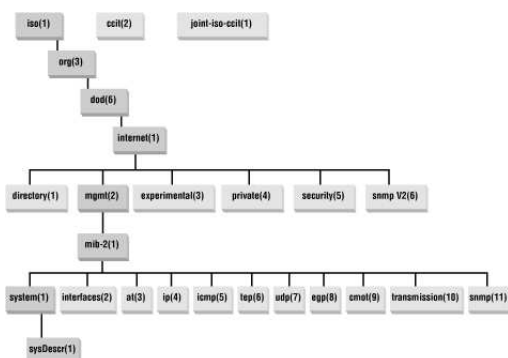 iso(1) ccit(2) joint-iso-ccit(1)
org(3)
dod(6)
internet(1)
directory(1) mgmt(2) experimental(3) private(4) security(5) snmp V2(6)
mib-2(1)
system(1) interfaces(2) at(3) ip(4) icmp(5) tep(6) udp(7) egp(8) cmot(9) transmission(10) snmp(11)
sysDescr(1)